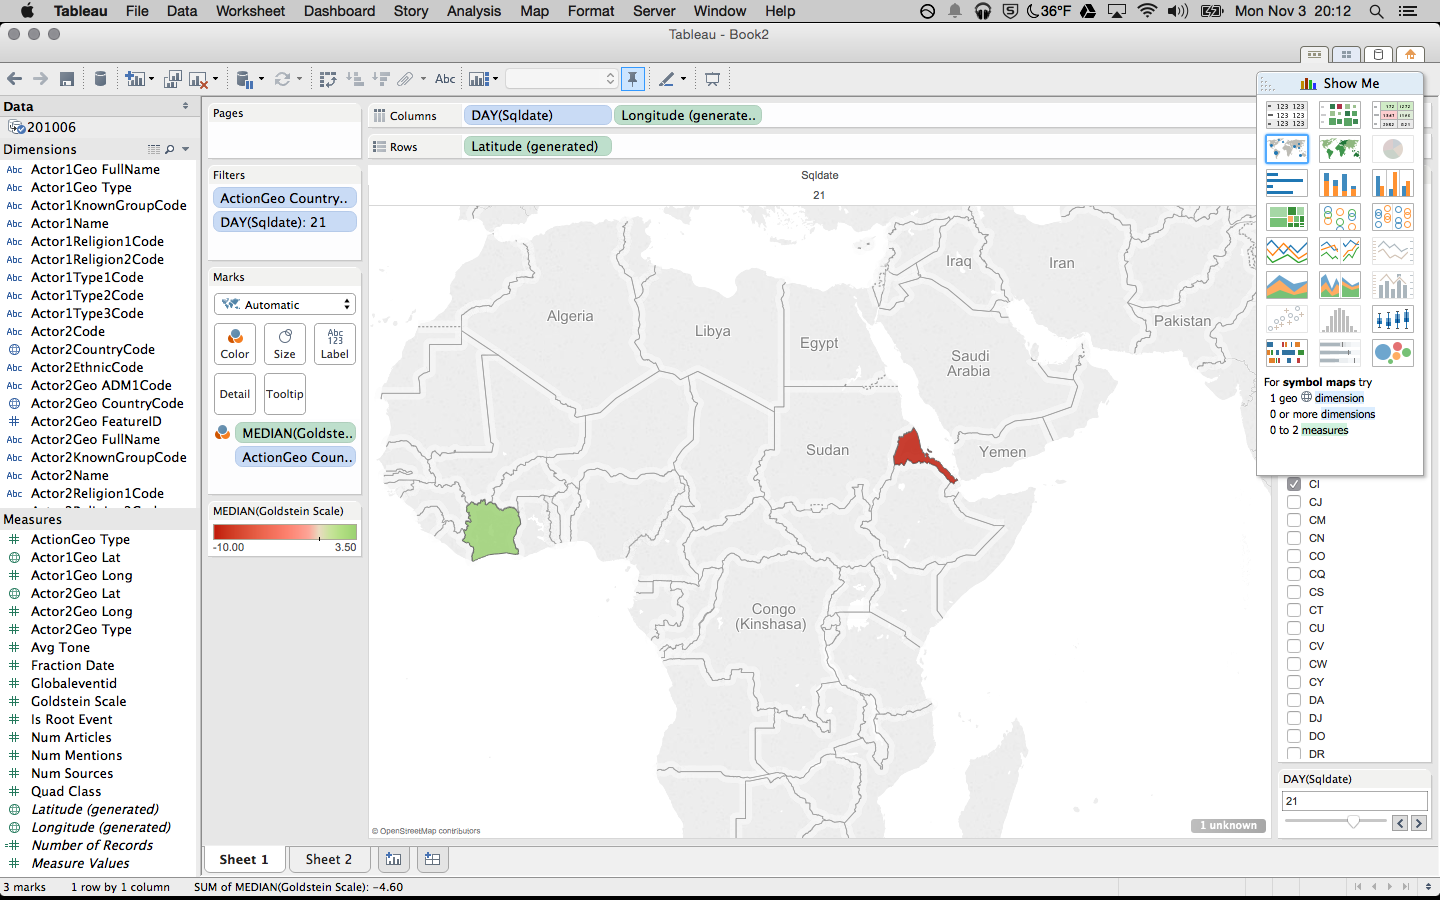 Tableau File Data Worksheet Dashboard Story Analysis Map Format Server Window Help 36°F Mon Nov 3 20:12
Tableau - Book2
Abc
Show Me
Data
201006
Dimensions
Abc Actor1Geo FullName
Abc Actor1Geo Type
Abc Actor1KnownGroupCode
Abc Actor1Name
Abc Actor1Religion1Code
Abc Actor1Religion2Code
Abc Actor1Type1Code
Abc Actor1Type2Code
Abc Actor1Type3Code
Abc Actor2Code
Actor2CountryCode
Abc Actor2EthnicCode
Abc Actor2Geo ADM1Code
Actor2Geo CountryCode
# Actor2Geo FeatureID
Abc Actor2Geo FullName
Abc Actor2KnownGroupCode
Abc Actor2Name
Abc Actor2Religion1Code
Measures
# ActionGeo Type
Actor1Geo Lat
# Actor1Geo Long
Actor2Geo Lat
# Actor2Geo Long
# Actor2Geo Type
# Avg Tone
# Fraction Date
# Globaleventid
# Goldstein Scale
# Is Root Event
# Num Articles
# Num Mentions
# Num Sources
# Quad Class
Latitude (generated)
Longitude (generated)
# Number of Records
# Measure Values
Pages
Filters
ActionGeo Country..
DAY(Sqldate): 21
Marks
Automatic
Color Size Abc 123 Label
Detail Tooltip
MEDIAN(Goldste..
ActionGeo Coun..
MEDIAN(Goldstein Scale)
-10.00 3.50
Columns DAY(Sqldate) Longitude (generate..
Rows Latitude (generated)
Sqldate
21
Algeria
Libya
Egypt
Iraq
Iran
Pakistan
Saudi
Arabia
Sudan
Yemen
Congo
(Kinshasa)
© OpenStreetMap contributors
1 unknown
For symbol maps try
1 geo dimension
0 or more dimensions
0 to 2 measures
CI
CJ
CM
CN
CO
CQ
CS
CT
CU
CV
CW
CY
DA
DJ
DO
DR
DAY(Sqldate)
21
Sheet 1 Sheet 2
3 marks 1 row by 1 column SUM of MEDIAN(Goldstein Scale): -4.60